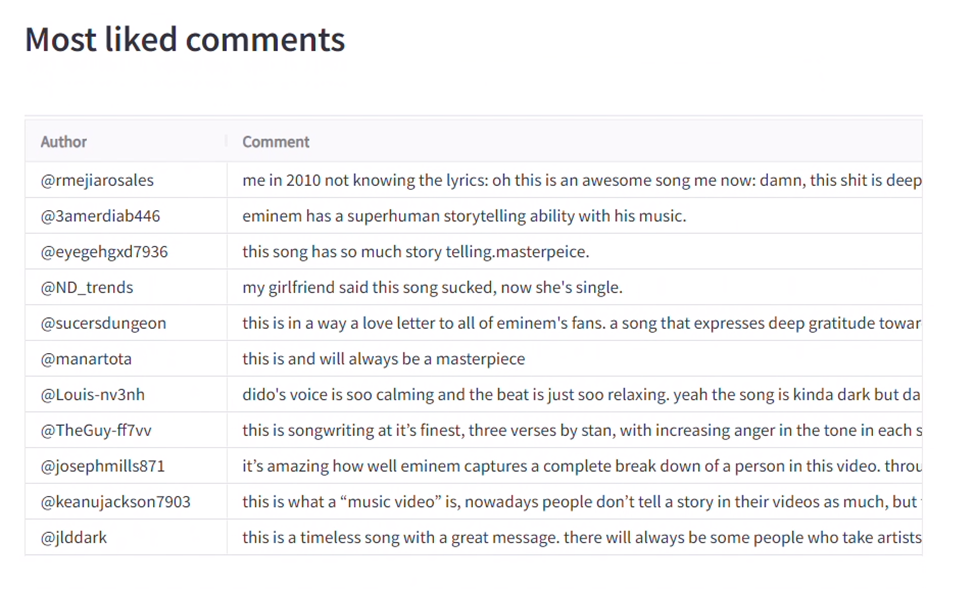 Most liked comments
Author Comment
@rmejiarosales me in 2010 not knowing the lyrics: oh this is an awesome song me now: damn, this shit is deep
@3amerdiab446 eminem has a superhuman storytelling ability with his music.
@eyegehgxd7936 this song has so much story telling.masterpeice.
@ND_trends my girlfriend said this song sucked, now she's single.
@sucersdungeon this is in a way a love letter to all of eminem's fans. a song that expresses deep gratitude towar
@manartota this is and will always be a masterpiece
@Louis-nv3nh dido's voice is soo calming and the beat is just soo relaxing. yeah the song is kinda dark but da
@TheGuy-ff7vv this is songwriting at it’s finest, three verses by stan, with increasing anger in the tone in each s
@josephmills871 it’s amazing how well eminem captures a complete break down of a person in this video. throu
@keanujackson7903 this is what a “music video” is, nowadays people don’t tell a story in their videos as much, but
@jlddark this is a timeless song with a great message. there will always be some people who take artists